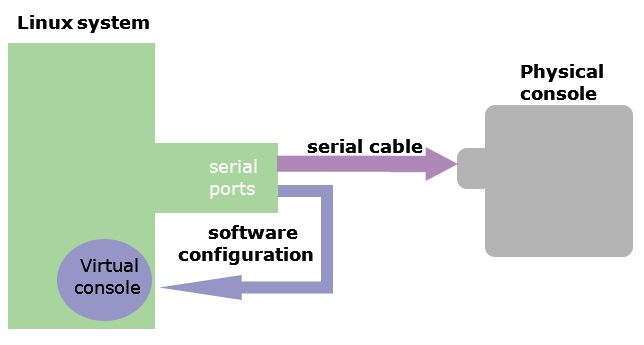 Linux system
Physical
console
serial cable
serial
ports
software
configuration
Virtual
console